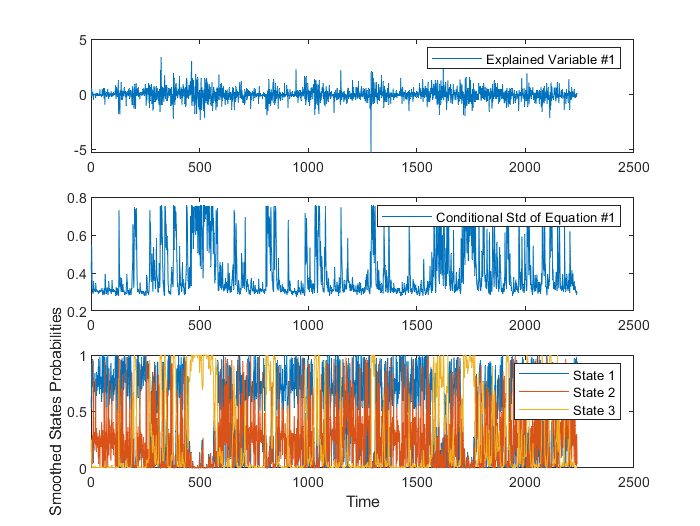 5
0
-5
Explained Variable #1
0 500 1000 1500 2000 2500
0.8
0.6
0.4
0.2
Conditional Std of Equation #1
0 500 1000 1500 2000 2500
Smoothed States Probabilities
1
0.5
0
State 1
State 2
State 3
0 500 1000 1500 2000 2500
Time